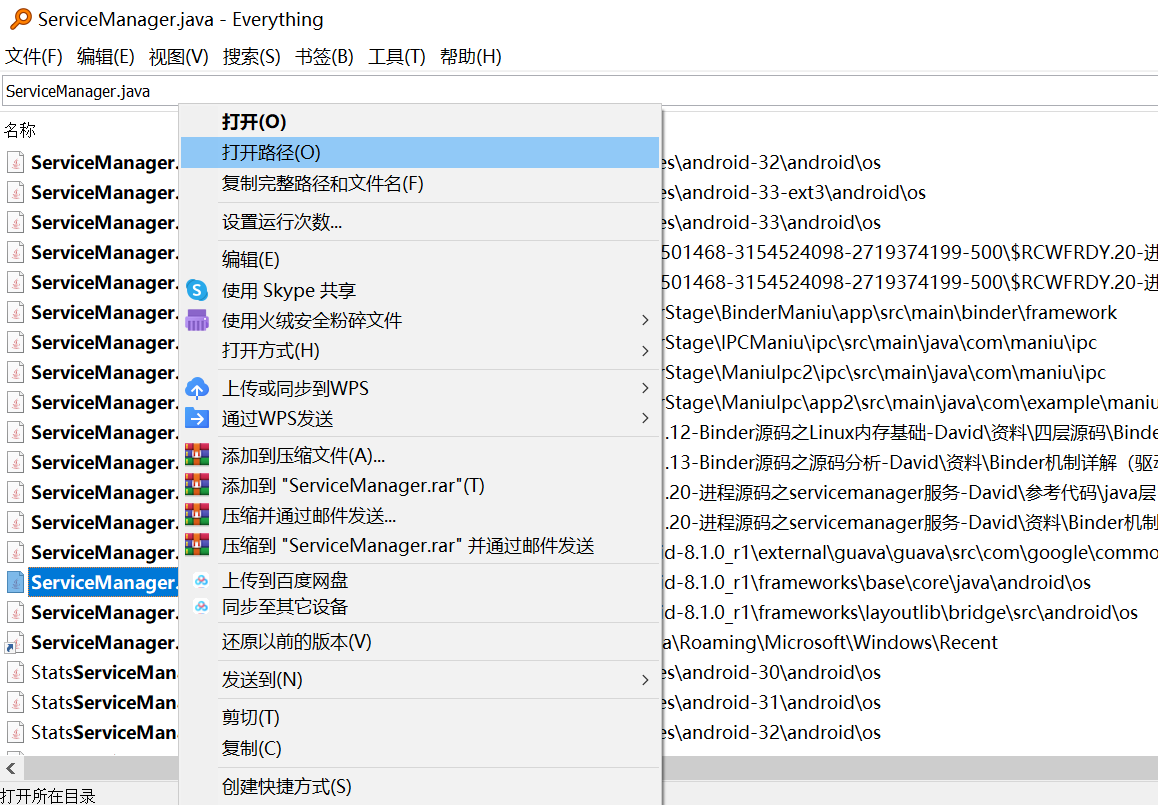 ServiceManager.java - Everything
文件(F) 编辑(E) 视图(V) 搜索(S) 书签(B) 工具(T) 帮助(H)
ServiceManager.java
名称
打开(O)
打开路径(O)
复制完整路径和文件名(F)
设置运行次数...
编辑(E)
使用 Skype 共享
使用火绒安全粉碎文件
打开方式(H)
上传或同步到WPS
通过WPS发送
添加到压缩文件(A)...
添加到 "ServiceManager.rar"(T)
压缩并通过邮件发送...
压缩到 "ServiceManager.rar" 并通过邮件发送
上传到百度网盘
同步至其它设备
还原以前的版本(V)
发送到(N)
剪切(T)
复制(C)
创建快捷方式(S)
ServiceManager. es\android-32\android\os
ServiceManager. es\android-33-ext3\android\os
ServiceManager. es\android-33\android\os
ServiceManager. 501468-3154524098-2719374199-500\$RCWFRDY.20-进
ServiceManager. 501468-3154524098-2719374199-500\$RCWFRDY.20-进
ServiceManager. rStage\BinderManiu\app\src\main\binder\framework
ServiceManager. rStage\IPCManiu\ipc\src\main\java\com\maniu\ipc
ServiceManager. rStage\ManiuIpc2\ipc\src\main\java\com\maniu\ipc
ServiceManager. rStage\ManiuIpc\app2\src\main\java\com\example\maniu
ServiceManager. .12-Binder源码之Linux内存基础-David\资料\四层源码\Binde
ServiceManager. .13-Binder源码之源码分析-David\资料\Binder机制详解（驱动
ServiceManager. .20-进程源码之servicemanager服务-David\参考代码\java层
ServiceManager. .20-进程源码之servicemanager服务-David\资料\Binder机制
ServiceManager. id-8.1.0_r1\external\guava\guava\src\com\google\commo
ServiceManager. id-8.1.0_r1\frameworks\base\core\java\android\os
ServiceManager. id-8.1.0_r1\frameworks\layoutlib\bridge\src\android\os
ServiceManager. a\Roaming\Microsoft\Windows\Recent
StatsServiceMan es\android-30\android\os
StatsServiceMan es\android-31\android\os
StatsServiceMan es\android-32\android\os
打开所在目录